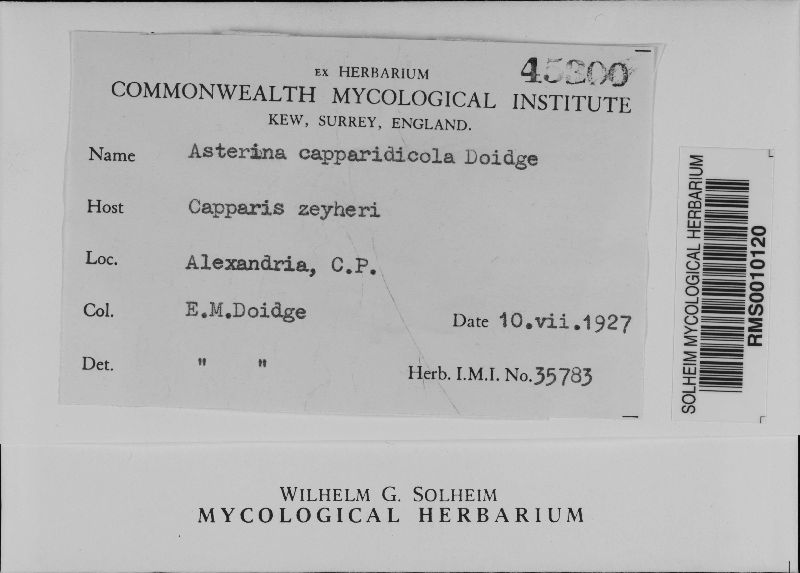 45300
EX HERBARIUM
COMMONWEALTH MYCOLOGICAL INSTITUTE
KEW, SURREY, ENGLAND.
Name Asterina capparidicola Doidge
Host Capparis zeyheri
Loc. Alexandria, C.P.
Col. E.M.Doidge Date 10.vii.1927
Det. " " Herb. I.M.I. No. 35783
SOLHEIM MYCOLOGICAL HERBARIUM
RMS0010120
WILHELM G. SOLHEIM
MYCOLOGICAL HERBARIUM